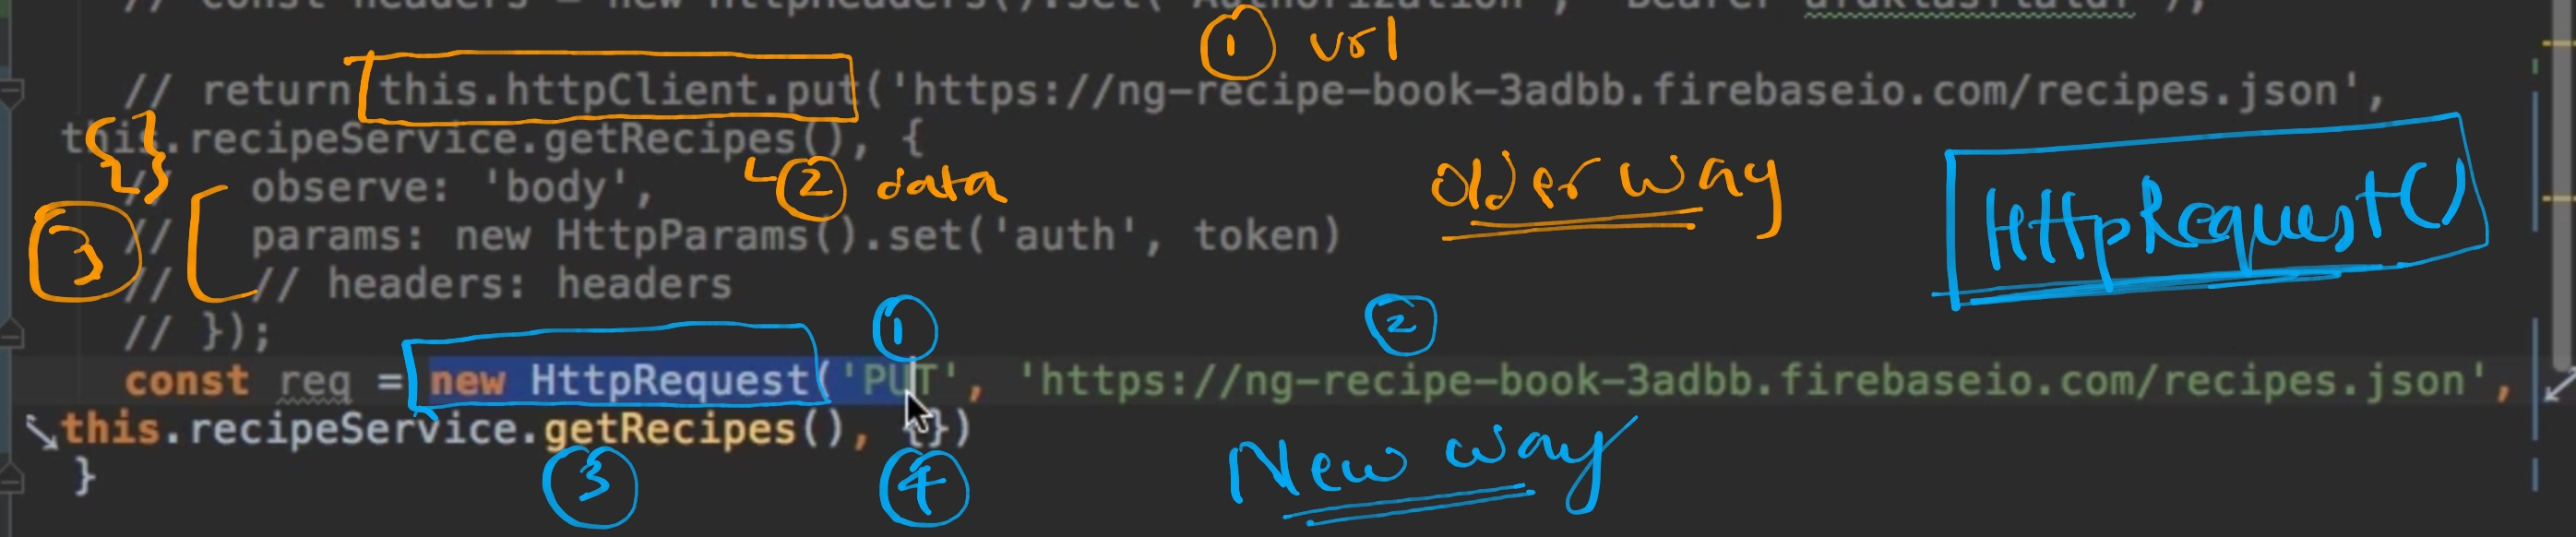 // const headers = new HttpHeaders().set('Authorization', 'Bearer
① url
// return this.httpClient.put('https://ng-recipe-book-3adbb.firebaseio.com/recipes.json',
this.recipeService.getRecipes(), {
{}
// observe: 'body',
② data
older way
HttpRequest()
③
// params: new HttpParams().set('auth', token)
// // headers: headers
// });
① ②
const req = new HttpRequest('PUT', 'https://ng-recipe-book-3adbb.firebaseio.com/recipes.json',
this.recipeService.getRecipes(), {})
③ ④
New way
}